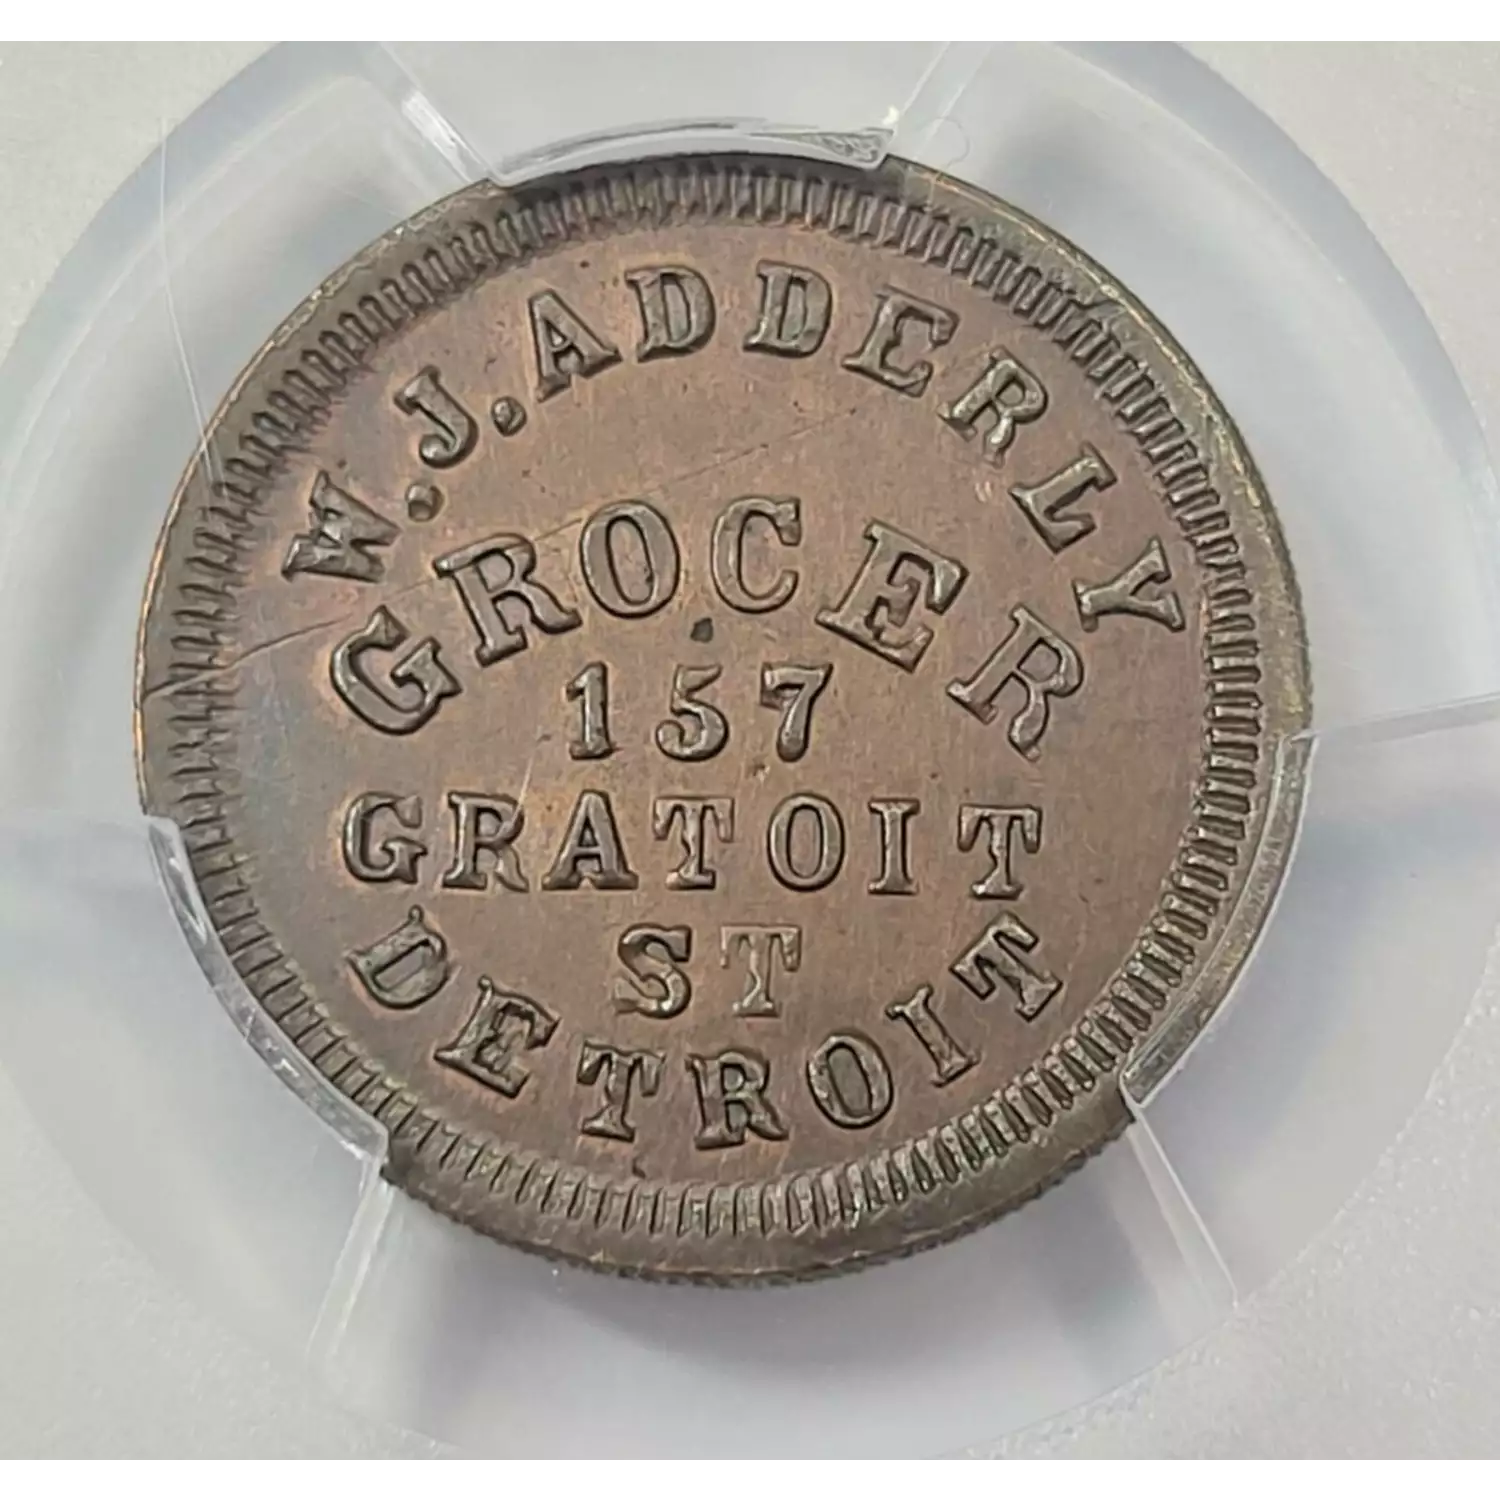 W. J. ADDERLY
GROCER
157
GRATOIT
ST
DETROIT